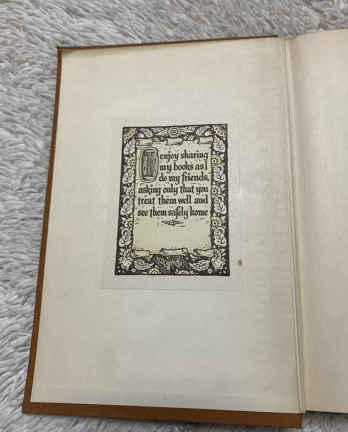 I enjoy sharing
my books as I
do my friends,
asking only that you
treat them well and
see them safely home